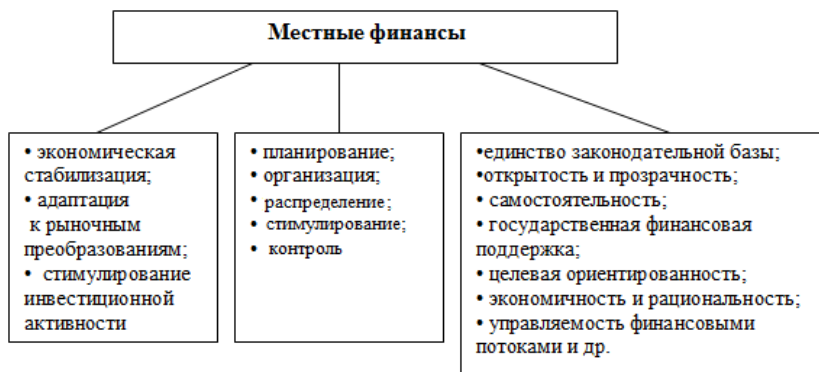 Местные финансы
• экономическая
стабилизация;
• адаптация
к рыночным
преобразованиям;
• стимулирование
инвестиционной
активности
• планирование;
• организация;
• распределение;
• стимулирование;
• контроль
•единство законодательной базы;
•открытость и прозрачность;
• самостоятельность;
• государственная финансовая
поддержка;
• целевая ориентированность;
• экономичность и рациональность;
• управляемость финансовыми
потоками и др.